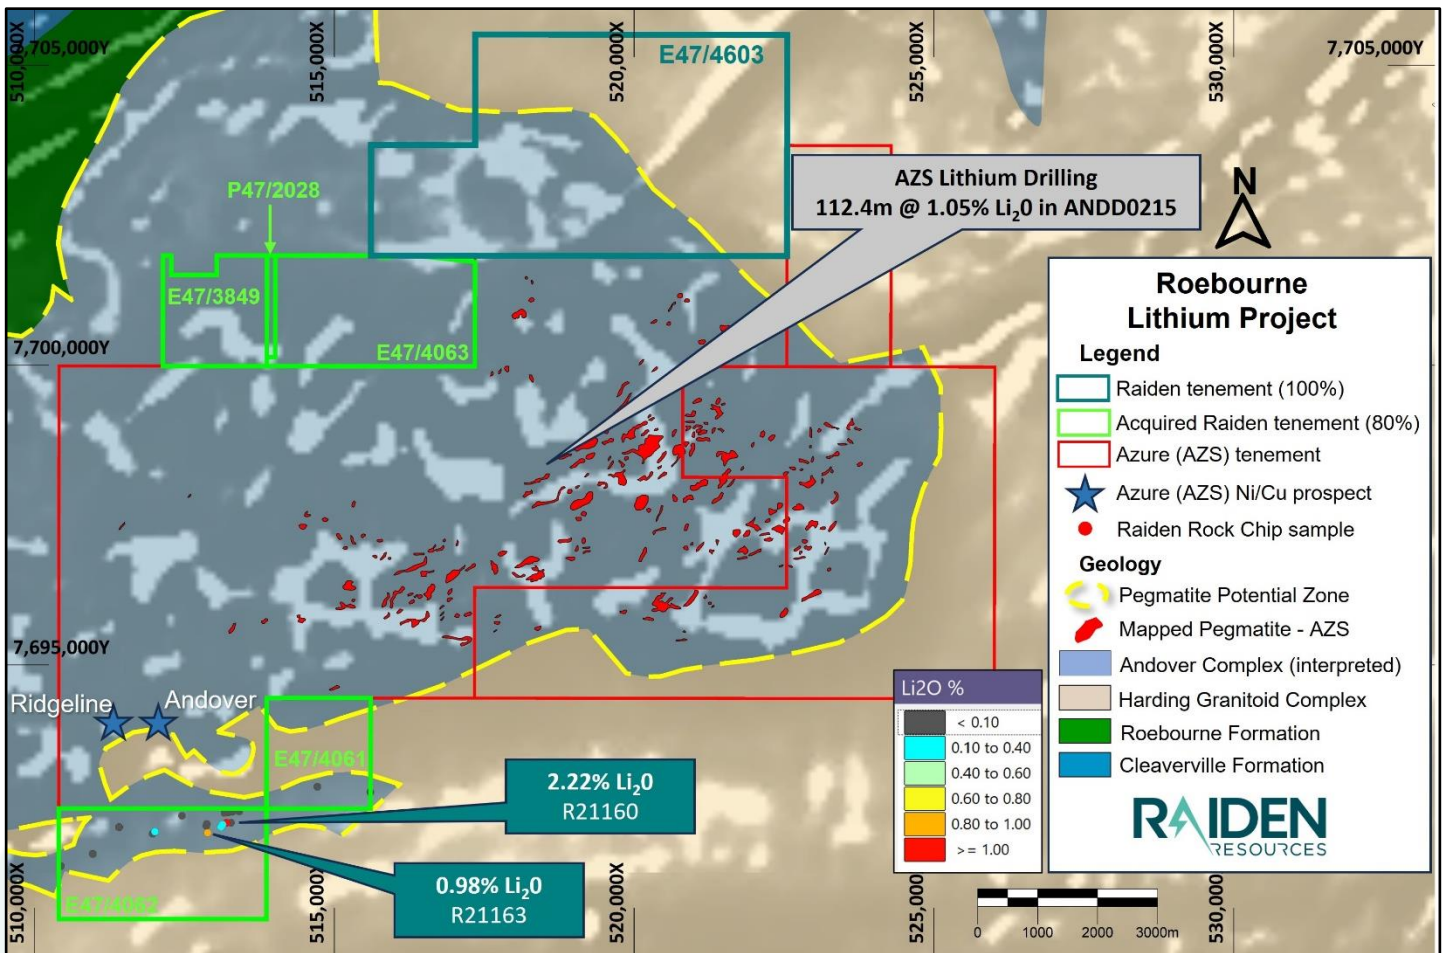 510,000X
515,000X
520,000X
525,000X
530,000X
7,705,000Y
7,705,000Y
E47/4603
P47/2028
AZS Lithium Drilling
112.4m @ 1.05% Li₂0 in ANDD0215
N
E47/3849
E47/4063
7,700,000Y
7,695,000Y
Ridgeline
Andover
E47/4061
2.22% Li₂0
R21160
0.98% Li₂0
R21163
E47/4062
510,000X
515,000X
520,000X
525,000X
530,000X
Li2O %
< 0.10
0.10 to 0.40
0.40 to 0.60
0.60 to 0.80
0.80 to 1.00
>= 1.00
Roebourne
Lithium Project
Legend
Raiden tenement (100%)
Acquired Raiden tenement (80%)
Azure (AZS) tenement
Azure (AZS) Ni/Cu prospect
Raiden Rock Chip sample
Geology
Pegmatite Potential Zone
Mapped Pegmatite - AZS
Andover Complex (interpreted)
Harding Granitoid Complex
Roebourne Formation
Cleaverville Formation
RAIDEN
RESOURCES
0 1000 2000 3000m